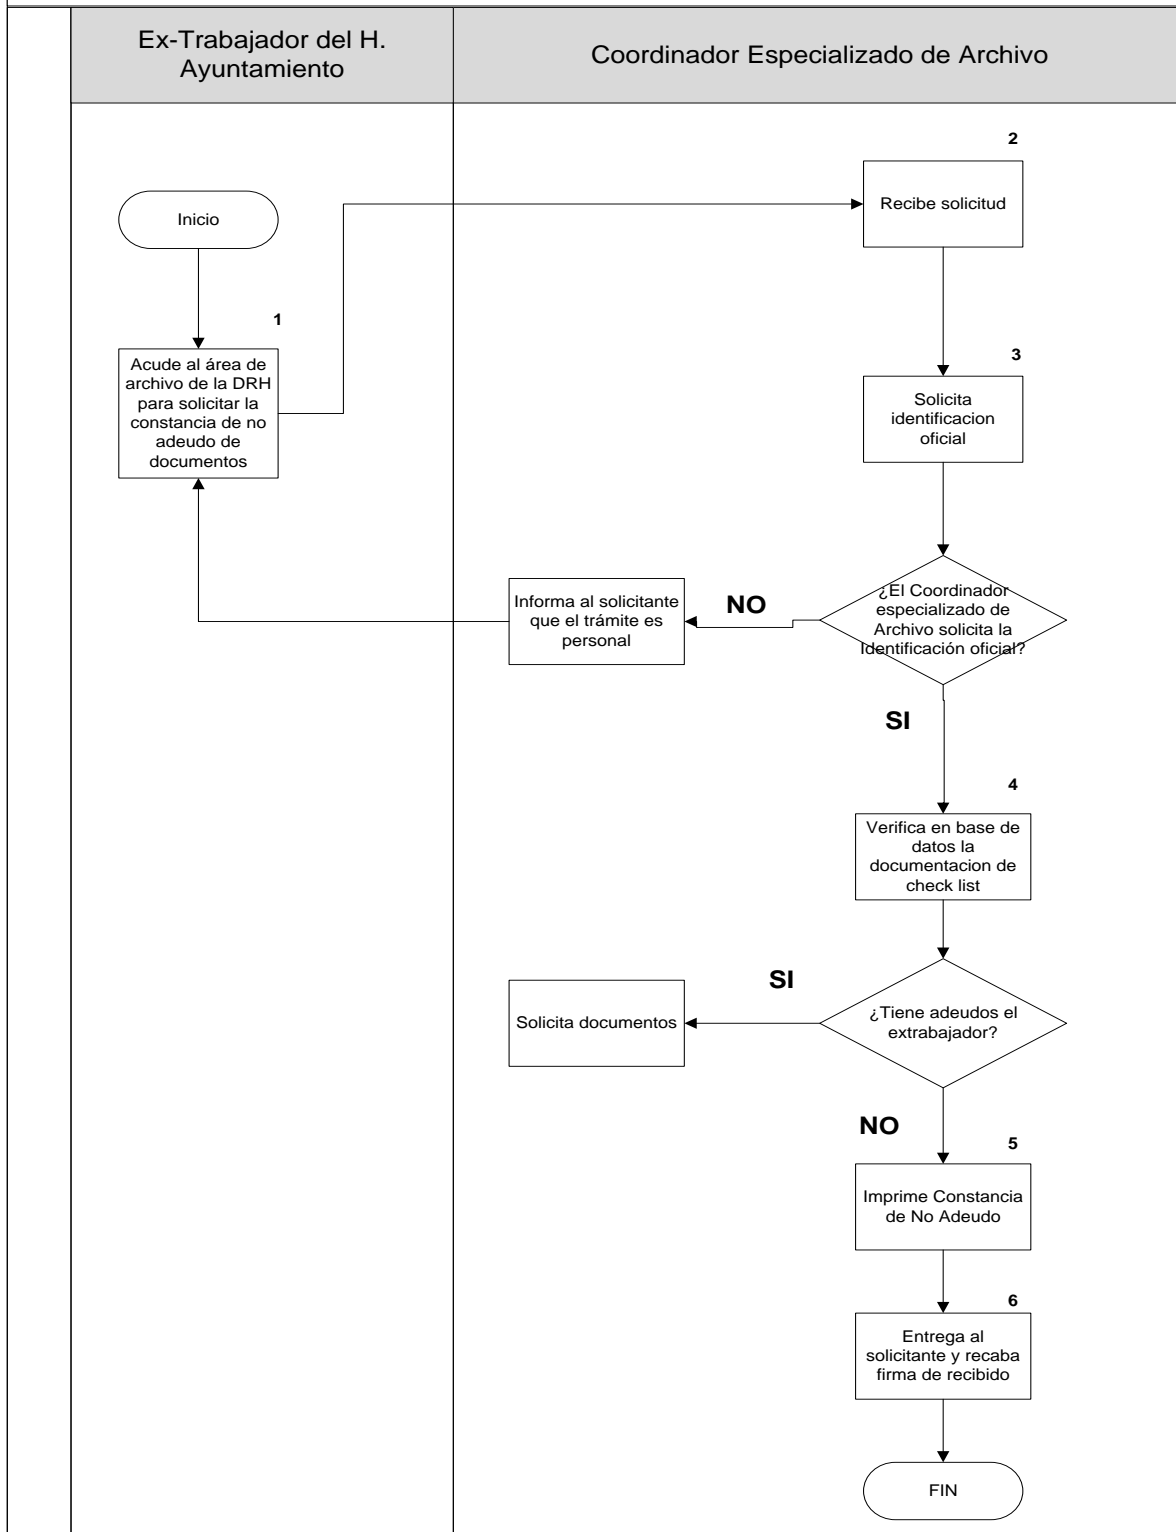 Ex-Trabajador del H.
Ayuntamiento
Coordinador Especializado de Archivo
Inicio
1
Acude al área de
archivo de la DRH
para solicitar la
constancia de no
adeudo de
documentos
2
Recibe solicitud
3
Solicita
identificacion
oficial
¿El Coordinador
especializado de
Archivo solicita la
Identificación oficial?
NO
Informa al solicitante
que el trámite es
personal
SI
4
Verifica en base de
datos la
documentacion de
check list
¿Tiene adeudos el
extrabajador?
SI
Solicita documentos
NO
5
Imprime Constancia
de No Adeudo
6
Entrega al
solicitante y recaba
firma de recibido
FIN